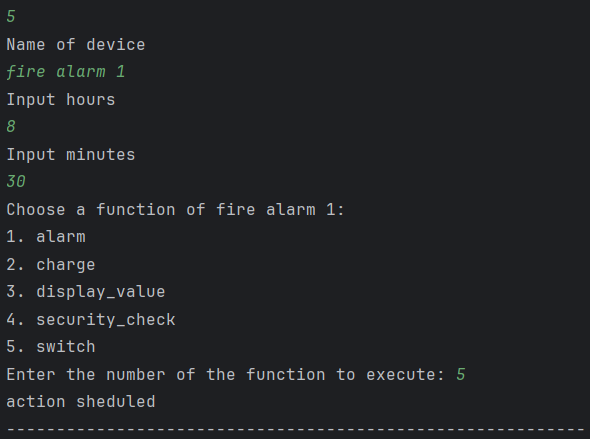 5
Name of device
fire alarm 1
Input hours
8
Input minutes
30
Choose a function of fire alarm 1:
1. alarm
2. charge
3. display_value
4. security_check
5. switch
Enter the number of the function to execute: 5
action sheduled
----------------------------------------------------------